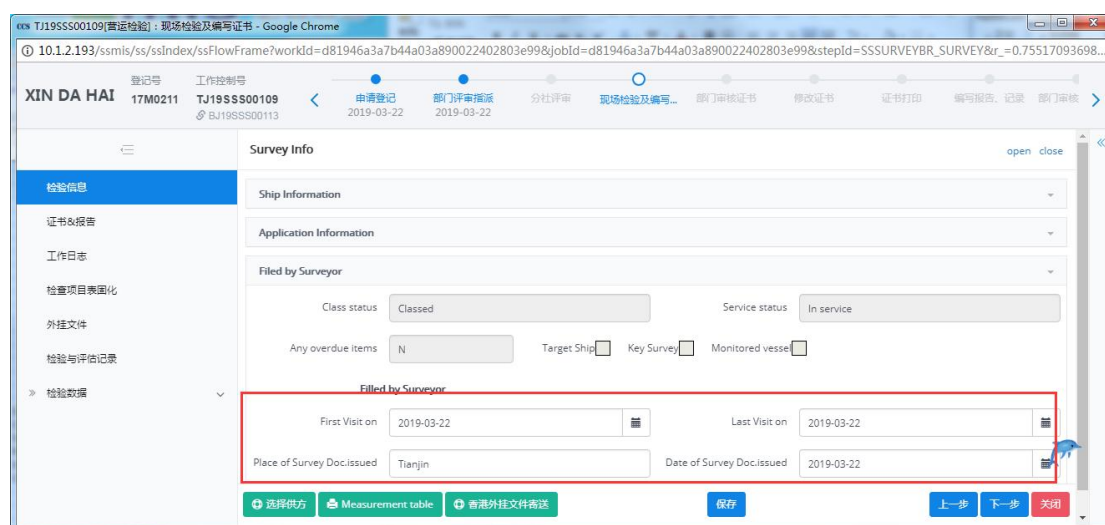 ccs TJ19SSS00109[营运检验] : 现场检验及编写证书 - Google Chrome
10.1.2.193/ssmis/ss/ssIndex/ssFlowFrame?workId=d81946a3a7b44a03a890022402803e99&jobId=d81946a3a7b44a03a890022402803e99&stepId=SSSURVEYBR_SURVEY&r_=0.75517093698...
XIN DA HAI
登记号
17M0211
工作控制号
TJ19SSS00109
BJ19SSS00113
申请登记
2019-03-22
部门评审指派
2019-03-22
分社评审
现场检验及编写...
部门审核证书
修改证书
证书打印
编写报告、记录
部门审核
检验信息
证书&报告
工作日志
检查项目表固化
外挂文件
检验与评估记录
检验数据
Survey Info
open close
Ship Information
Application Information
Filed by Surveyor
Class status Classed Service status In service
Any overdue items N Target Ship Key Survey Monitored vessel
Filled by Surveyor
First Visit on 2019-03-22 Last Visit on 2019-03-22
Place of Survey Doc.issued Tianjin Date of Survey Doc.issued 2019-03-22
选择供方 Measurement table 香港外挂文件寄送 保存 上一步 下一步 关闭